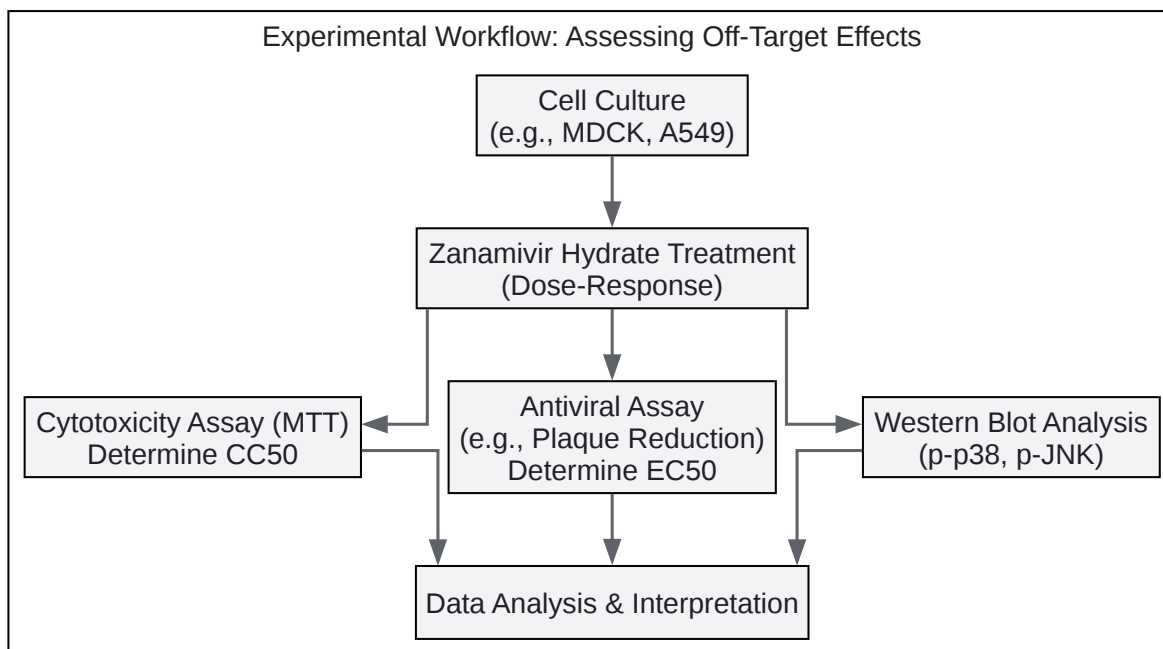 Experimental Workflow: Assessing Off-Target Effects
Cell Culture
(e.g., MDCK, A549)
Zanamivir Hydrate Treatment
(Dose-Response)
Cytotoxicity Assay (MTT)
Determine CC50
Antiviral Assay
(e.g., Plaque Reduction)
Determine EC50
Western Blot Analysis
(p-p38, p-JNK)
Data Analysis & Interpretation